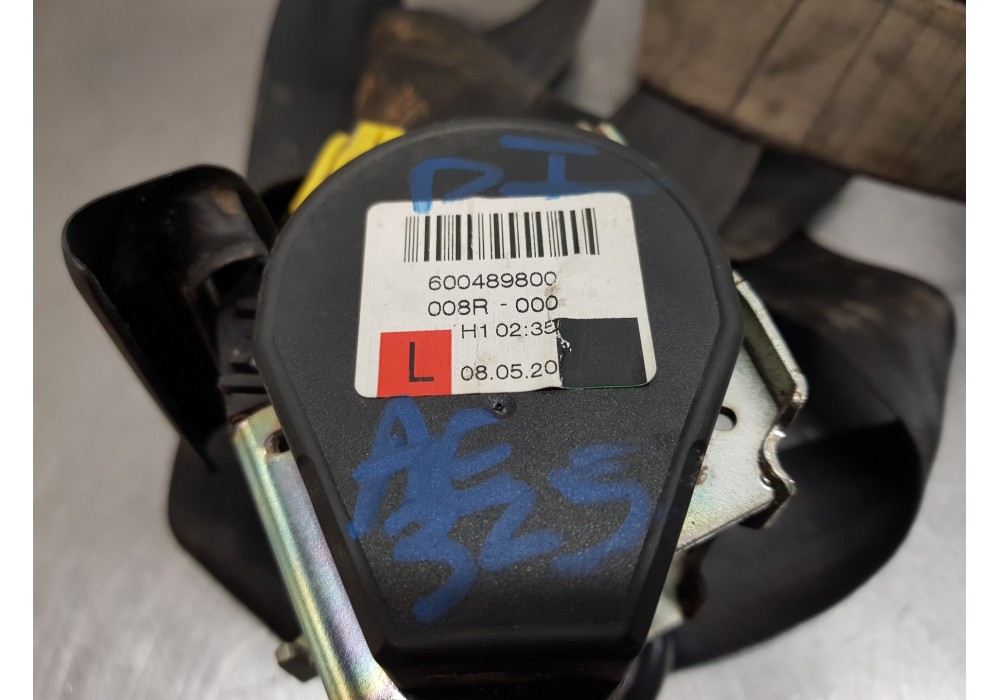 DI
600489800
008R - 000
H1 02:35
L
08.05.20
AE
325